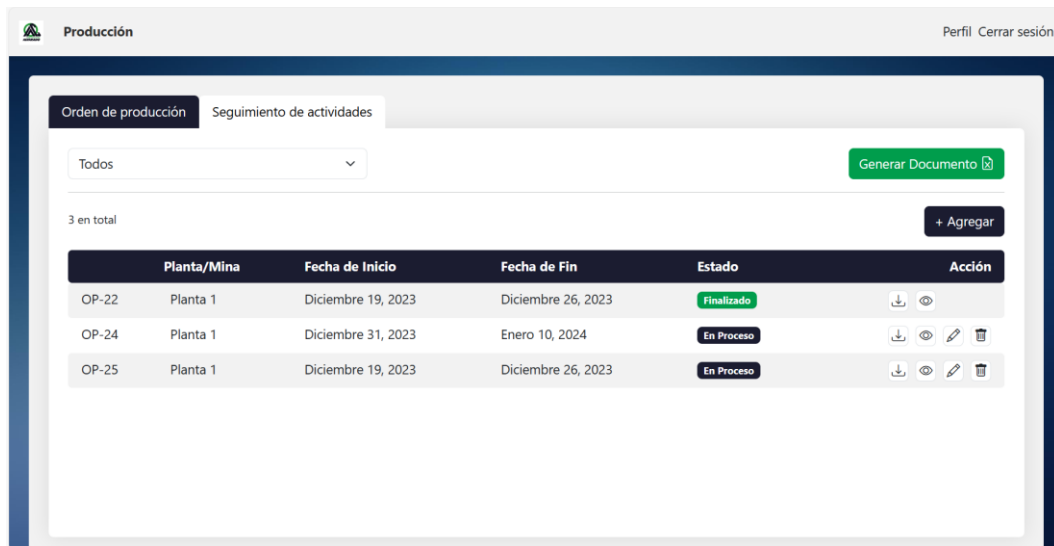 Producción
Perfil Cerrar sesión
Orden de producción Seguimiento de actividades
Todos
Generar Documento
3 en total
+ Agregar
Planta/Mina Fecha de Inicio Fecha de Fin Estado Acción
OP-22 Planta 1 Diciembre 19, 2023 Diciembre 26, 2023 Finalizado
OP-24 Planta 1 Diciembre 31, 2023 Enero 10, 2024 En Proceso
OP-25 Planta 1 Diciembre 19, 2023 Diciembre 26, 2023 En Proceso